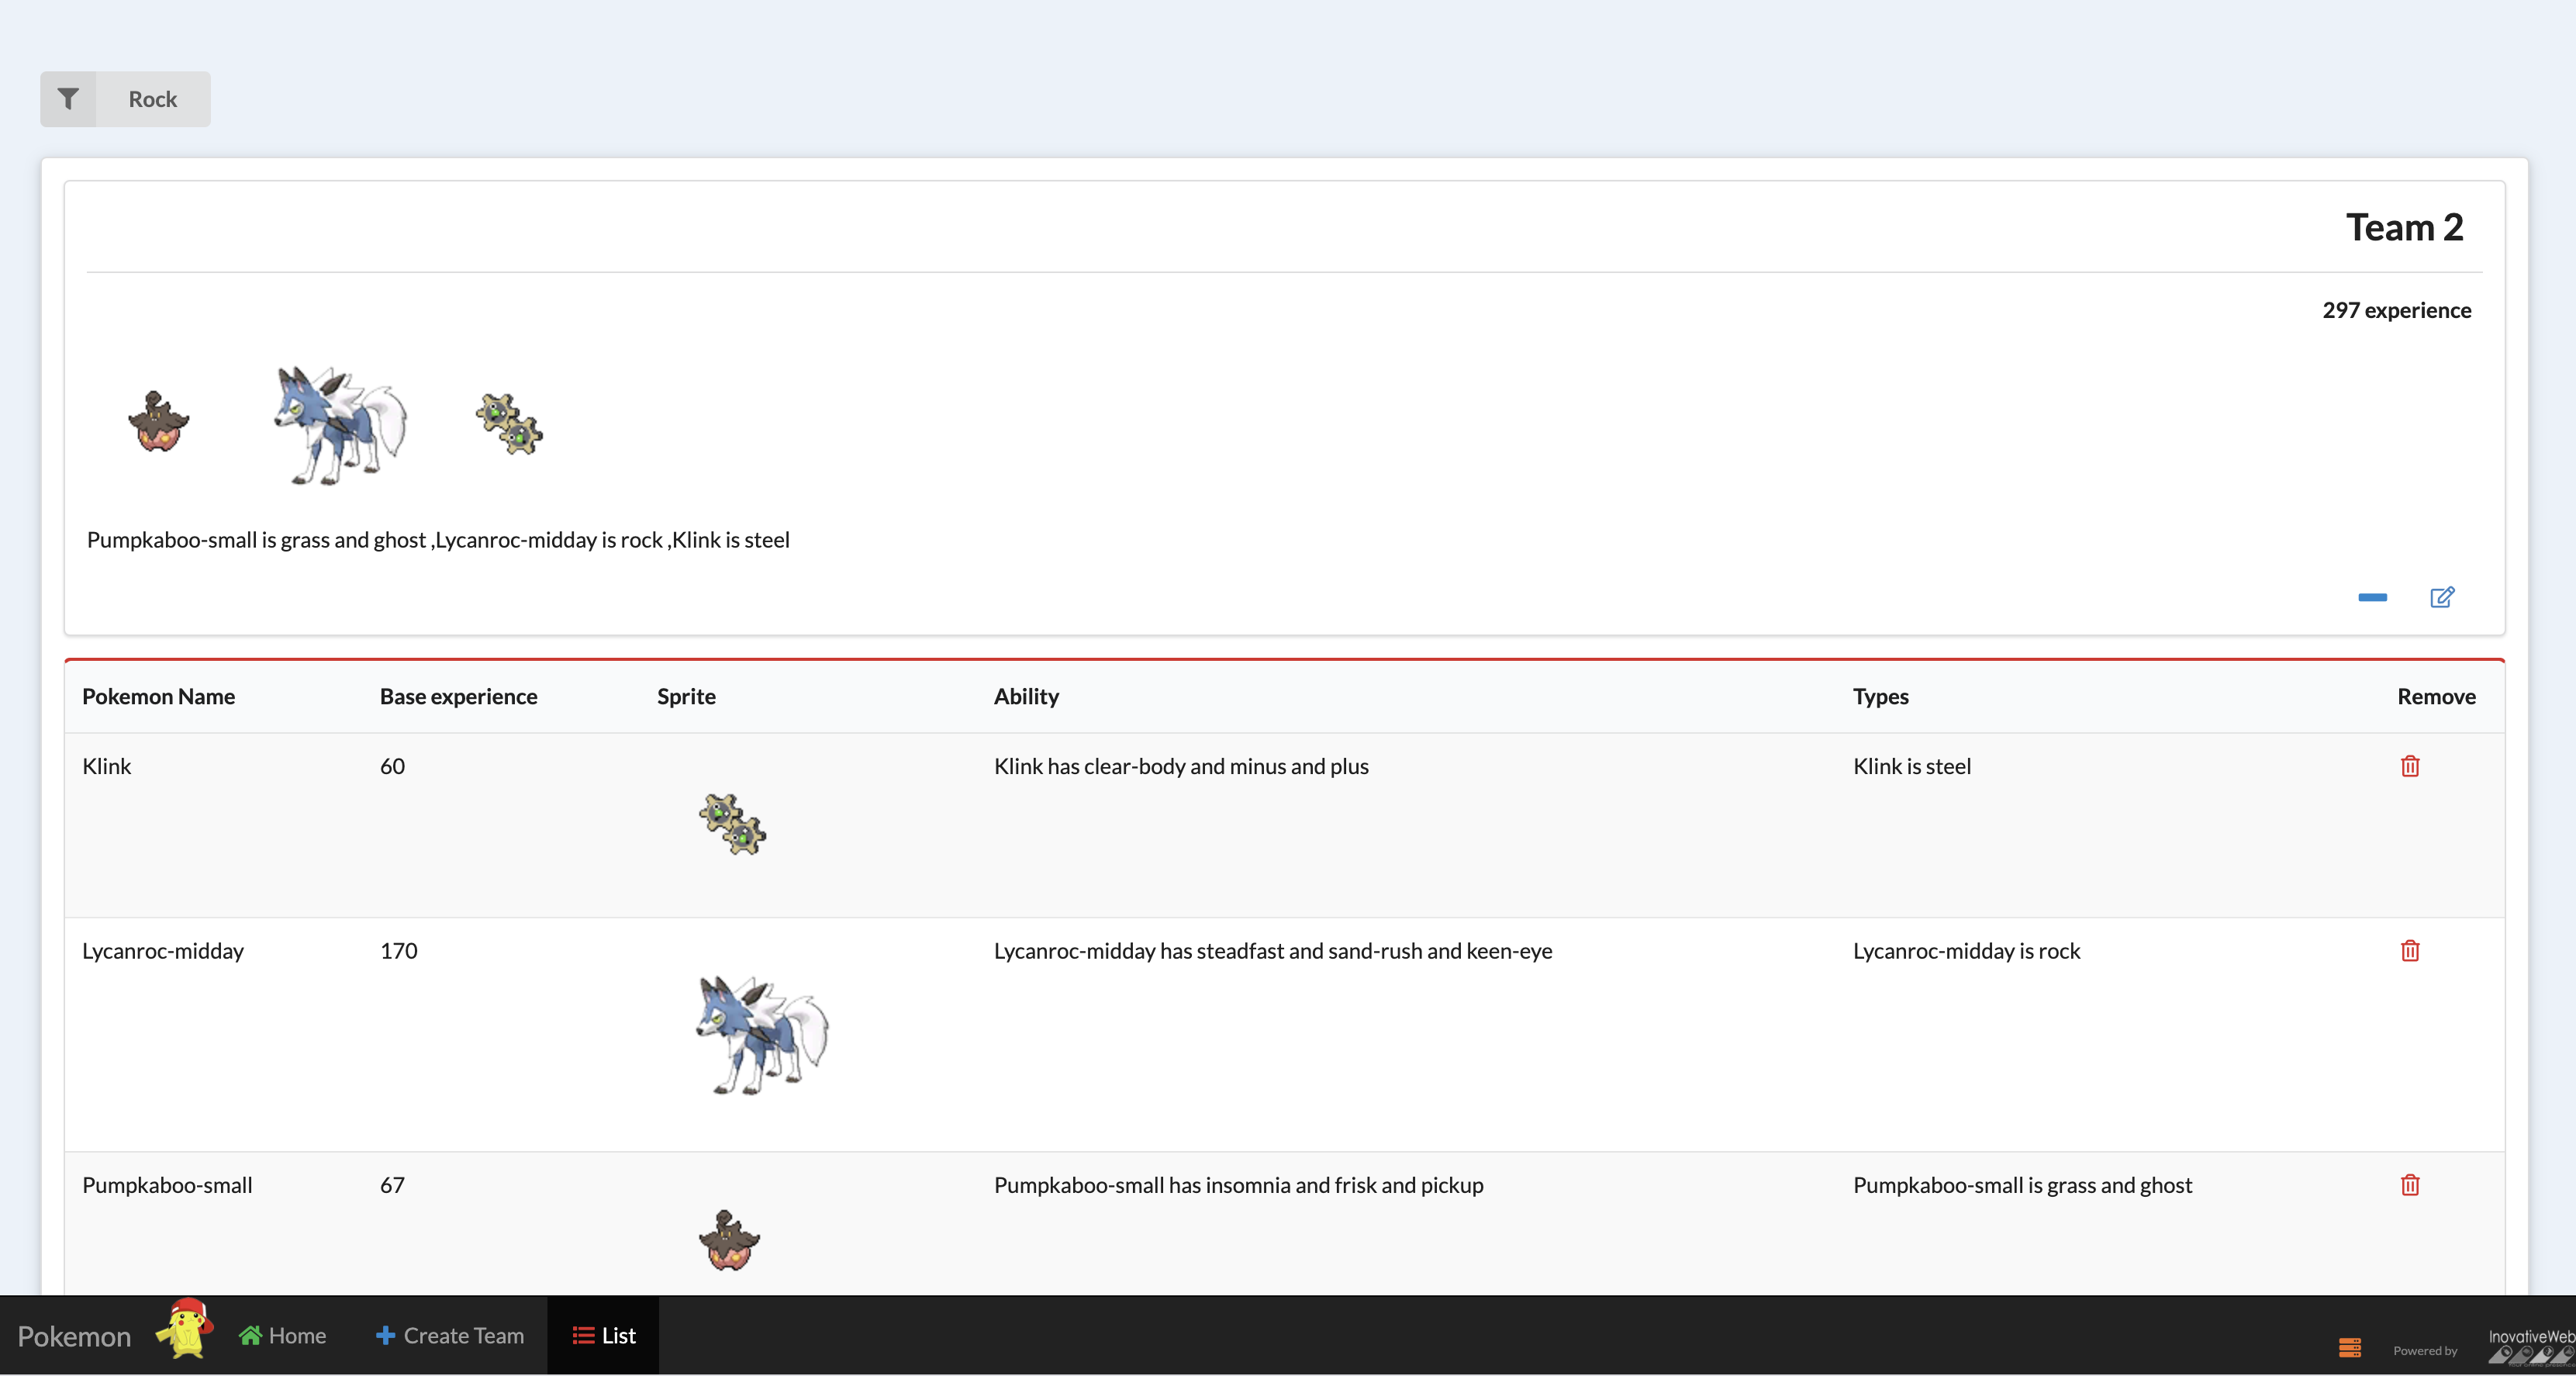 Rock
Team 2
297 experience
Pumpkaboo-small is grass and ghost ,Lycanroc-midday is rock ,Klink is steel
Pokemon Name Base experience Sprite Ability Types Remove
Klink 60 Klink has clear-body and minus and plus Klink is steel
Lycanroc-midday 170 Lycanroc-midday has steadfast and sand-rush and keen-eye Lycanroc-midday is rock
Pumpkaboo-small 67 Pumpkaboo-small has insomnia and frisk and pickup Pumpkaboo-small is grass and ghost
Pokemon Home Create Team List Powered by InovativeWeb